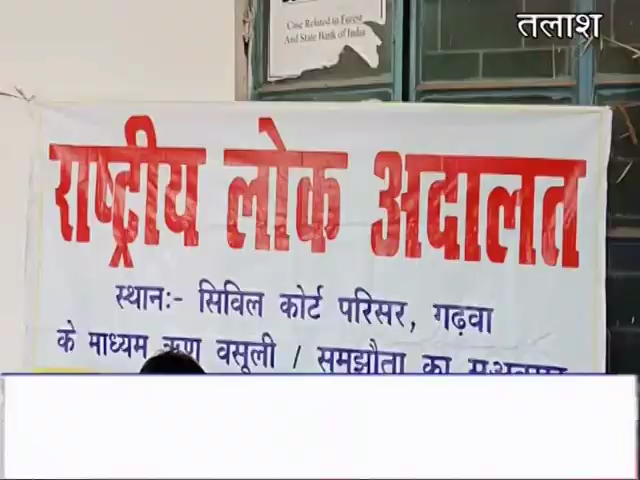 तलाश
Case Related to Forest
And State Bank of India
राष्ट्रीय लोक अदालत
स्थानः- सिविल कोर्ट परिसर, गढ़वा
के माध्यम ऋण वसूली / समझौता का